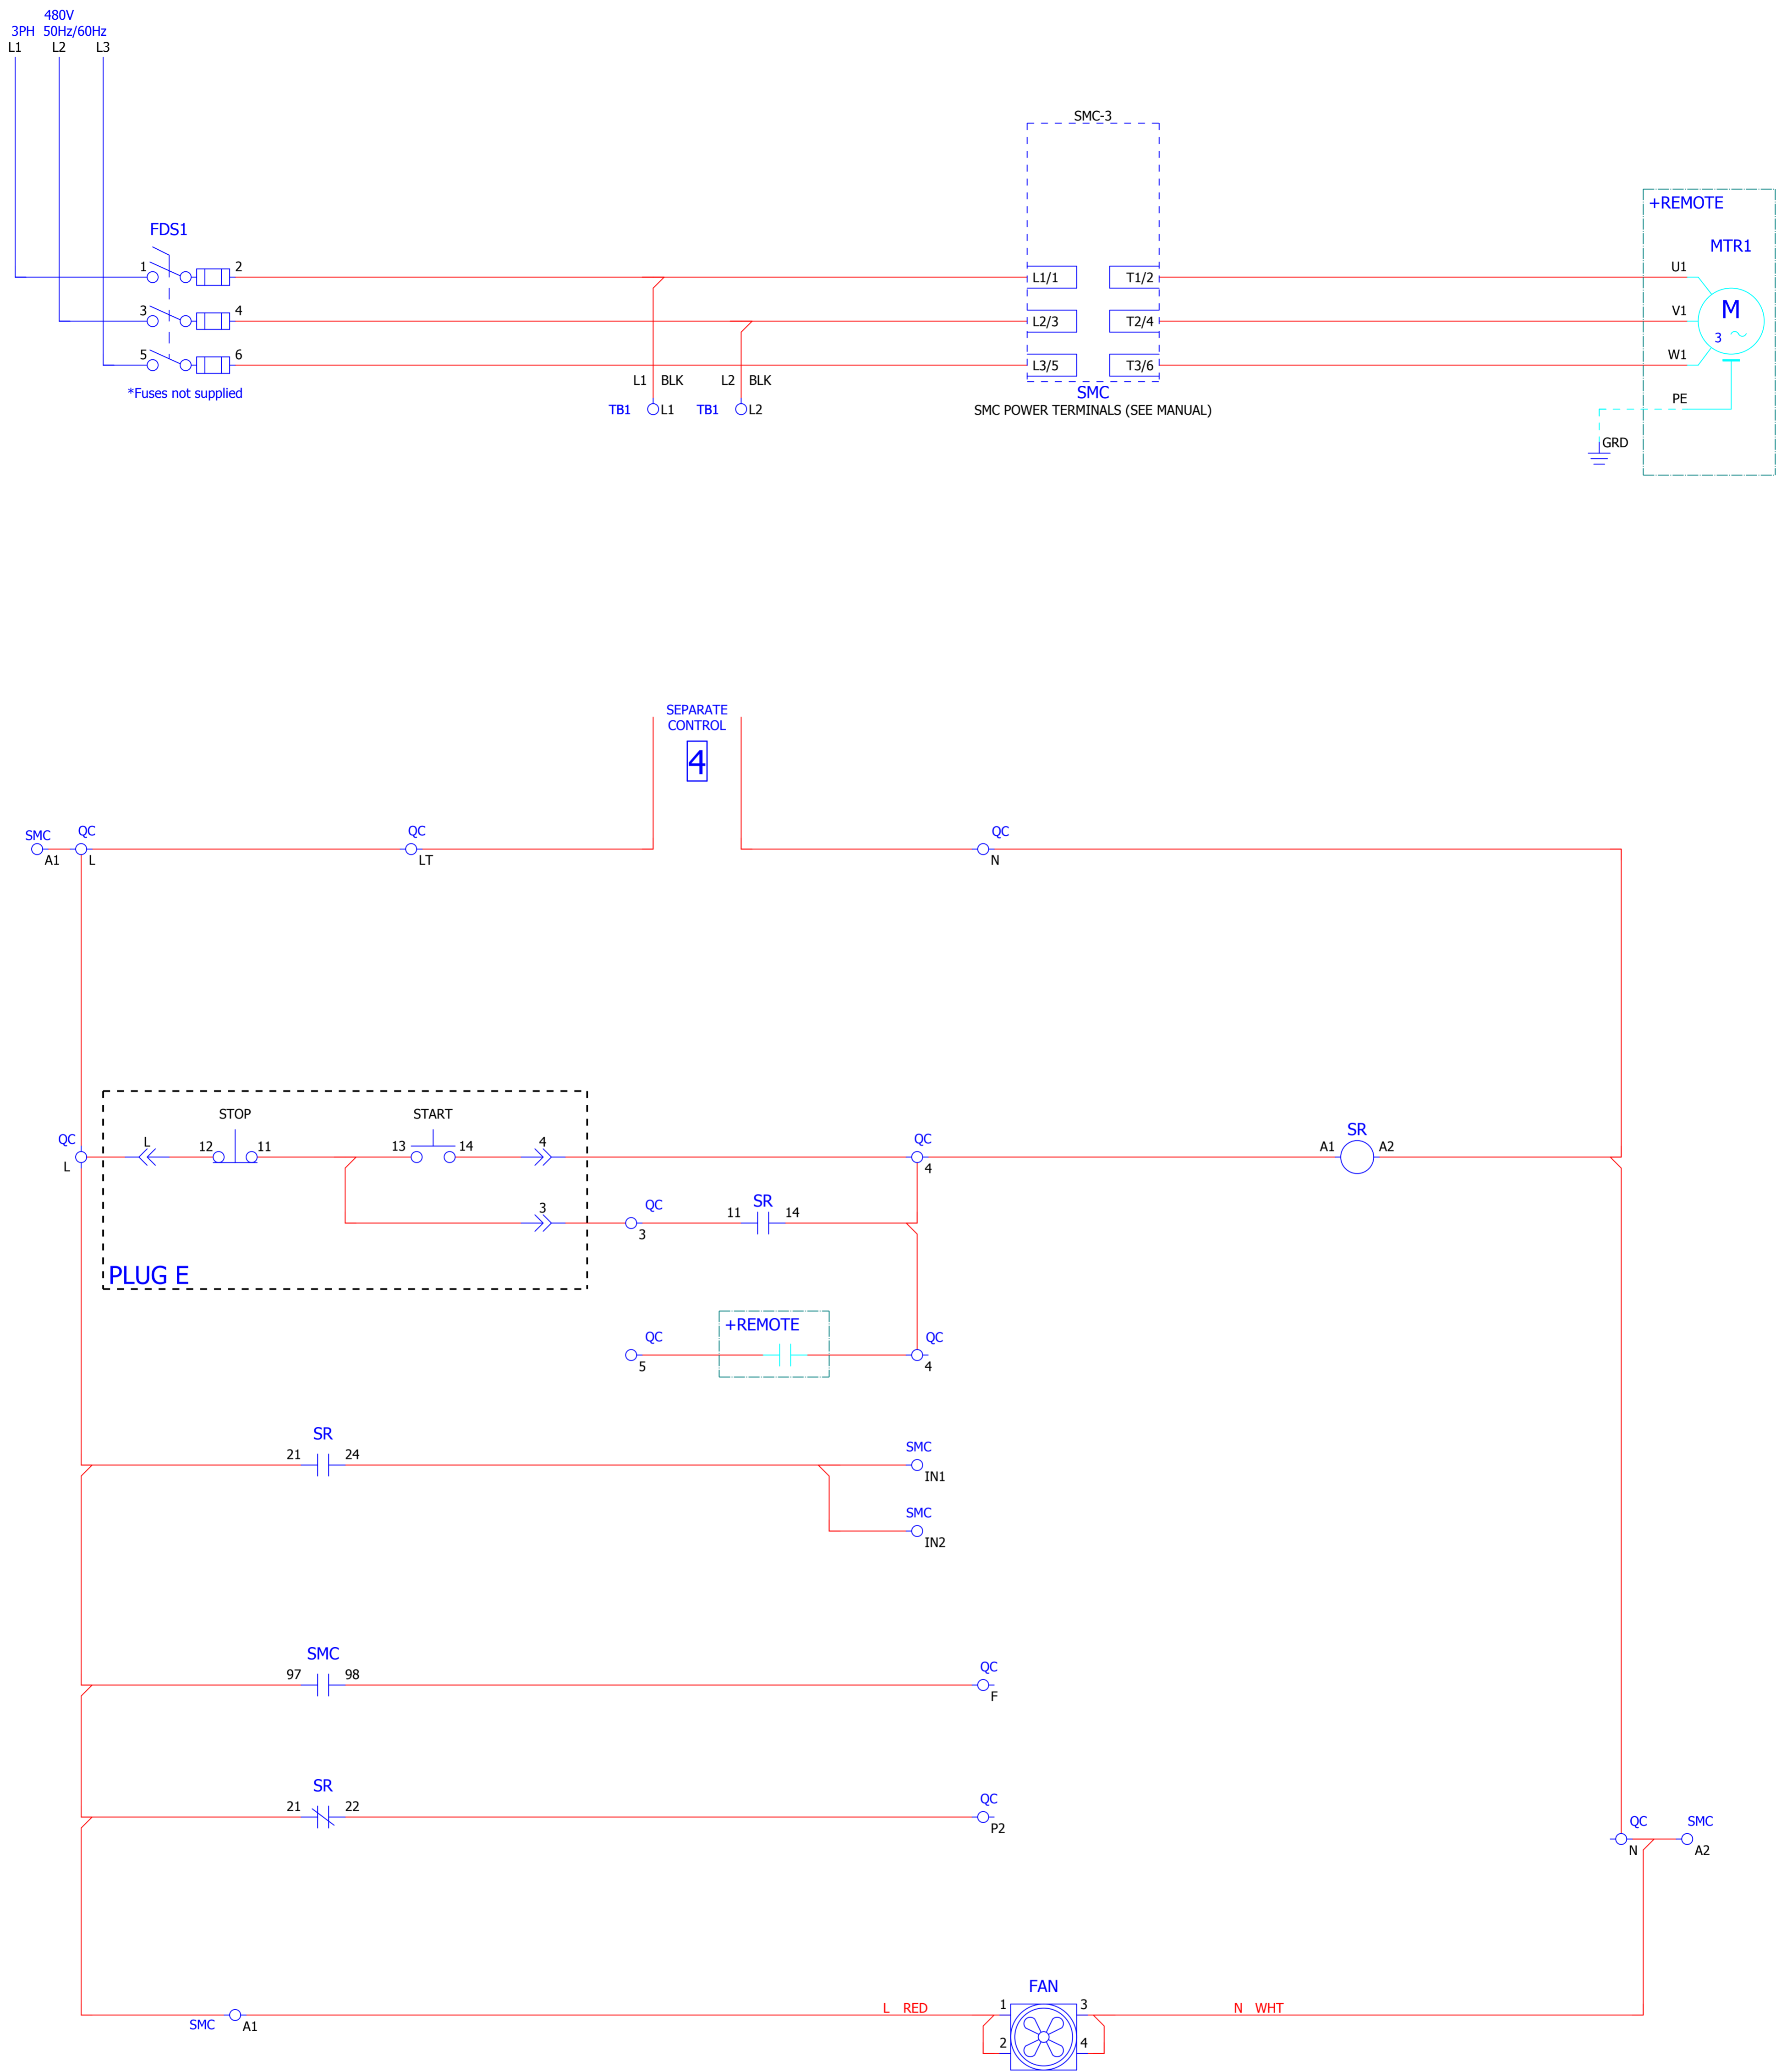 480V
3PH 50Hz/60Hz
L1 L2 L3
SMC-3
+REMOTE
FDS1
MTR1
1 2
L1/1 T1/2
U1
3 4
L2/3 T2/4
V1
M
3
5 6
L3/5 T3/6
W1
*Fuses not supplied
L1 BLK L2 BLK
SMC
PE
TB1 L1 TB1 L2
SMC POWER TERMINALS (SEE MANUAL)
GRD
SEPARATE
CONTROL
4
SMC QC QC QC
A1 L LT N
STOP START
QC L 12 11 13 14 4 QC SR
L 4 A1 A2
3 QC 11 SR 14
3
PLUG E
+REMOTE
QC QC
5 4
SR
21 24
SMC
IN1
SMC
IN2
SMC
97 98
QC
F
SR
21 22
QC
P2
QC SMC
N A2
FAN
L RED 1 3 N WHT
SMC A1
2 4